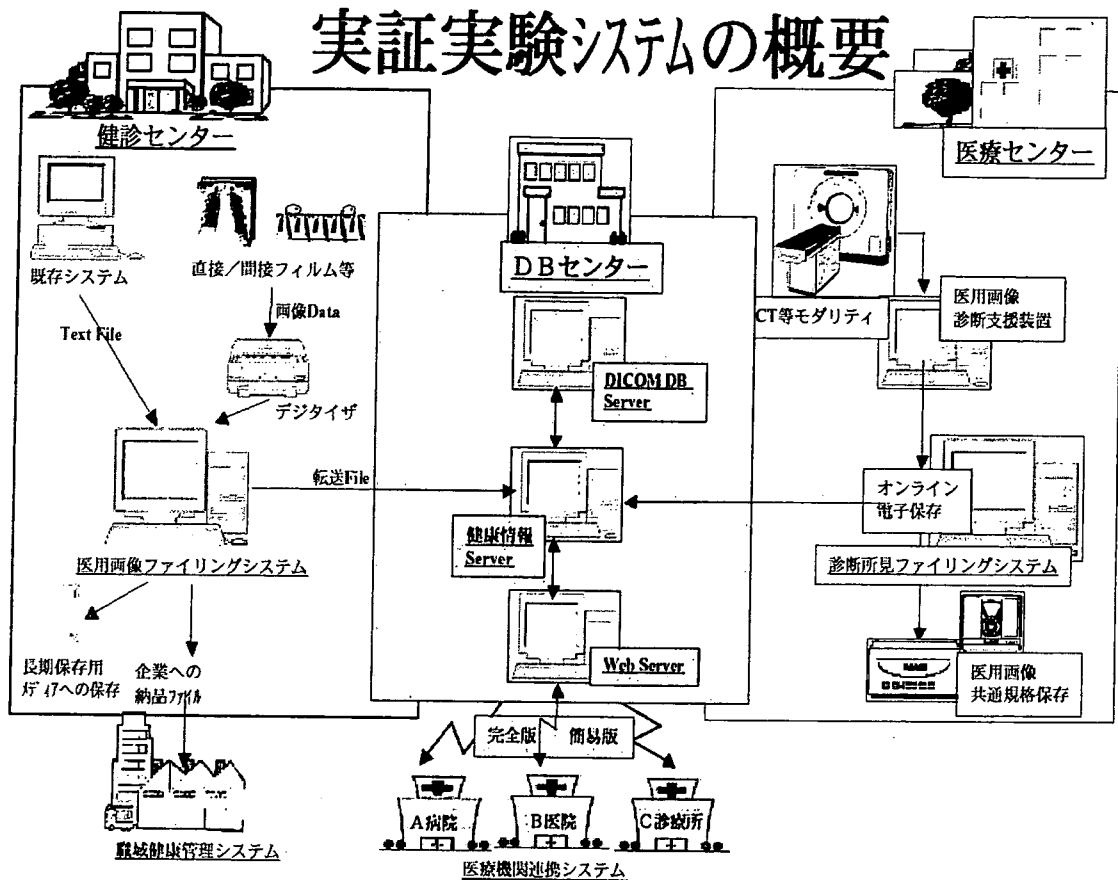 実証実験システムの概要
健診センター
既存システム
直接／間接フィルム等
Text File
画像Data
デジタイザ
転送File
医用画像ファイリングシステム
長期保存用
ﾒﾃﾞｨｱへの保存
企業への
納品ﾌｧｲﾙ
職域健康管理システム
ＤＢセンター
DICOM DB
Server
健康情報
Server
Web Server
完全版
簡易版
Ａ病院
Ｂ医院
Ｃ診療所
医療機関連携システム
医療センター
CT等モダリティ
医用画像
診断支援装置
オンライン
電子保存
診断所見ファイリングシステム
医用画像
共通規格保存